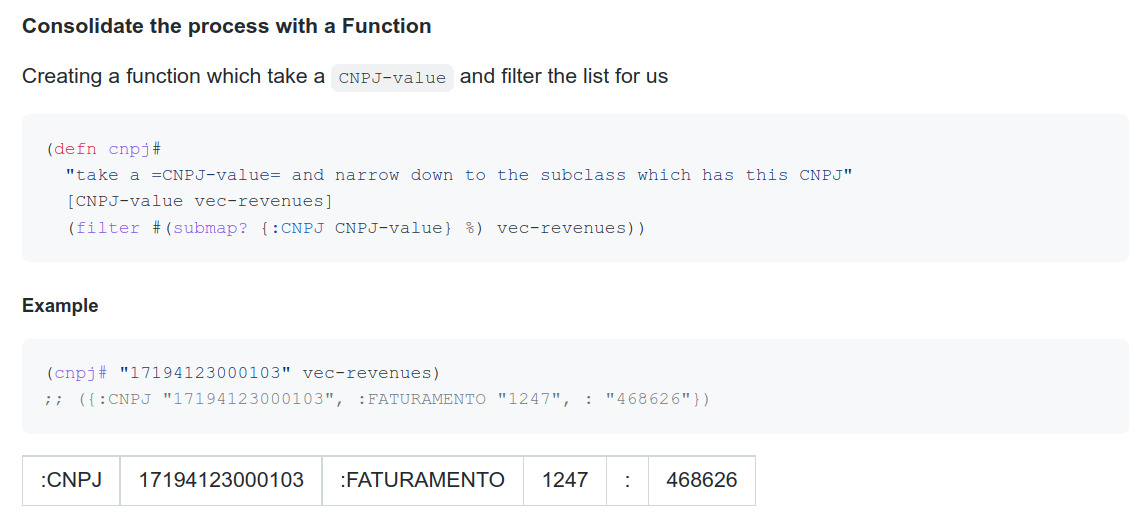 Consolidate the process with a Function
Creating a function which take a CNPJ-value and filter the list for us
(defn cnpj#
"take a =CNPJ-value= and narrow down to the subclass which has this CNPJ"
[CNPJ-value vec-revenues]
(filter #(submap? {:CNPJ CNPJ-value} %) vec-revenues))
Example
(cnpj# "17194123000103" vec-revenues)
;; ({:CNPJ "17194123000103", :FATURAMENTO "1247", : "468626"})
:CNPJ 17194123000103 :FATURAMENTO 1247 : 468626